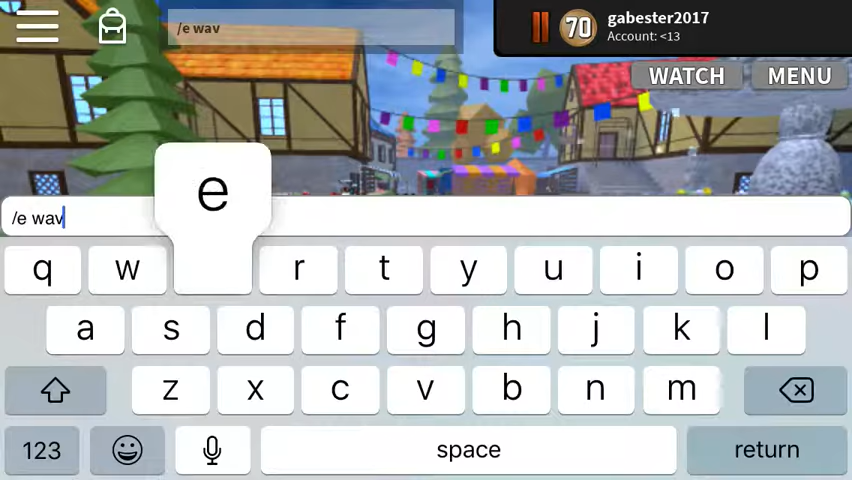 /e wav
70
gabester2017
Account: <13
WATCH
MENU
/e wav
e
q w r t y u i o p
a s d f g h j k l
z x c v b n m
123 space return